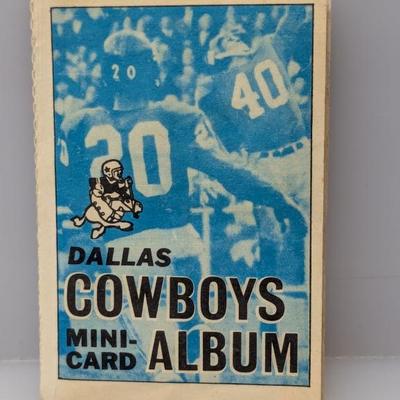 20
40
20
DALLAS
COWBOYS
MINI-
CARD ALBUM